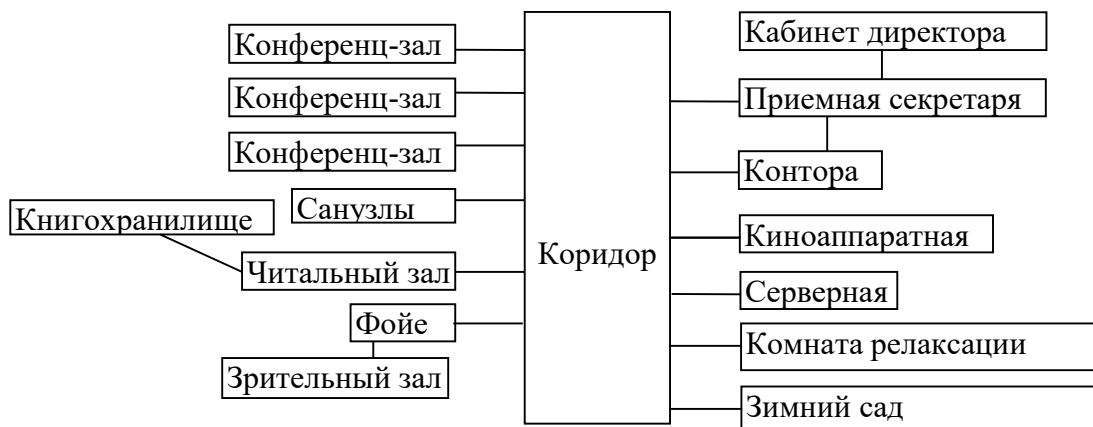 Конференц-зал
Конференц-зал
Конференц-зал
Санузлы
Книгохранилище
Читальный зал
Фойе
Зрительный зал
Коридор
Кабинет директора
Приемная секретаря
Контора
Киноаппаратная
Серверная
Комната релаксации
Зимний сад